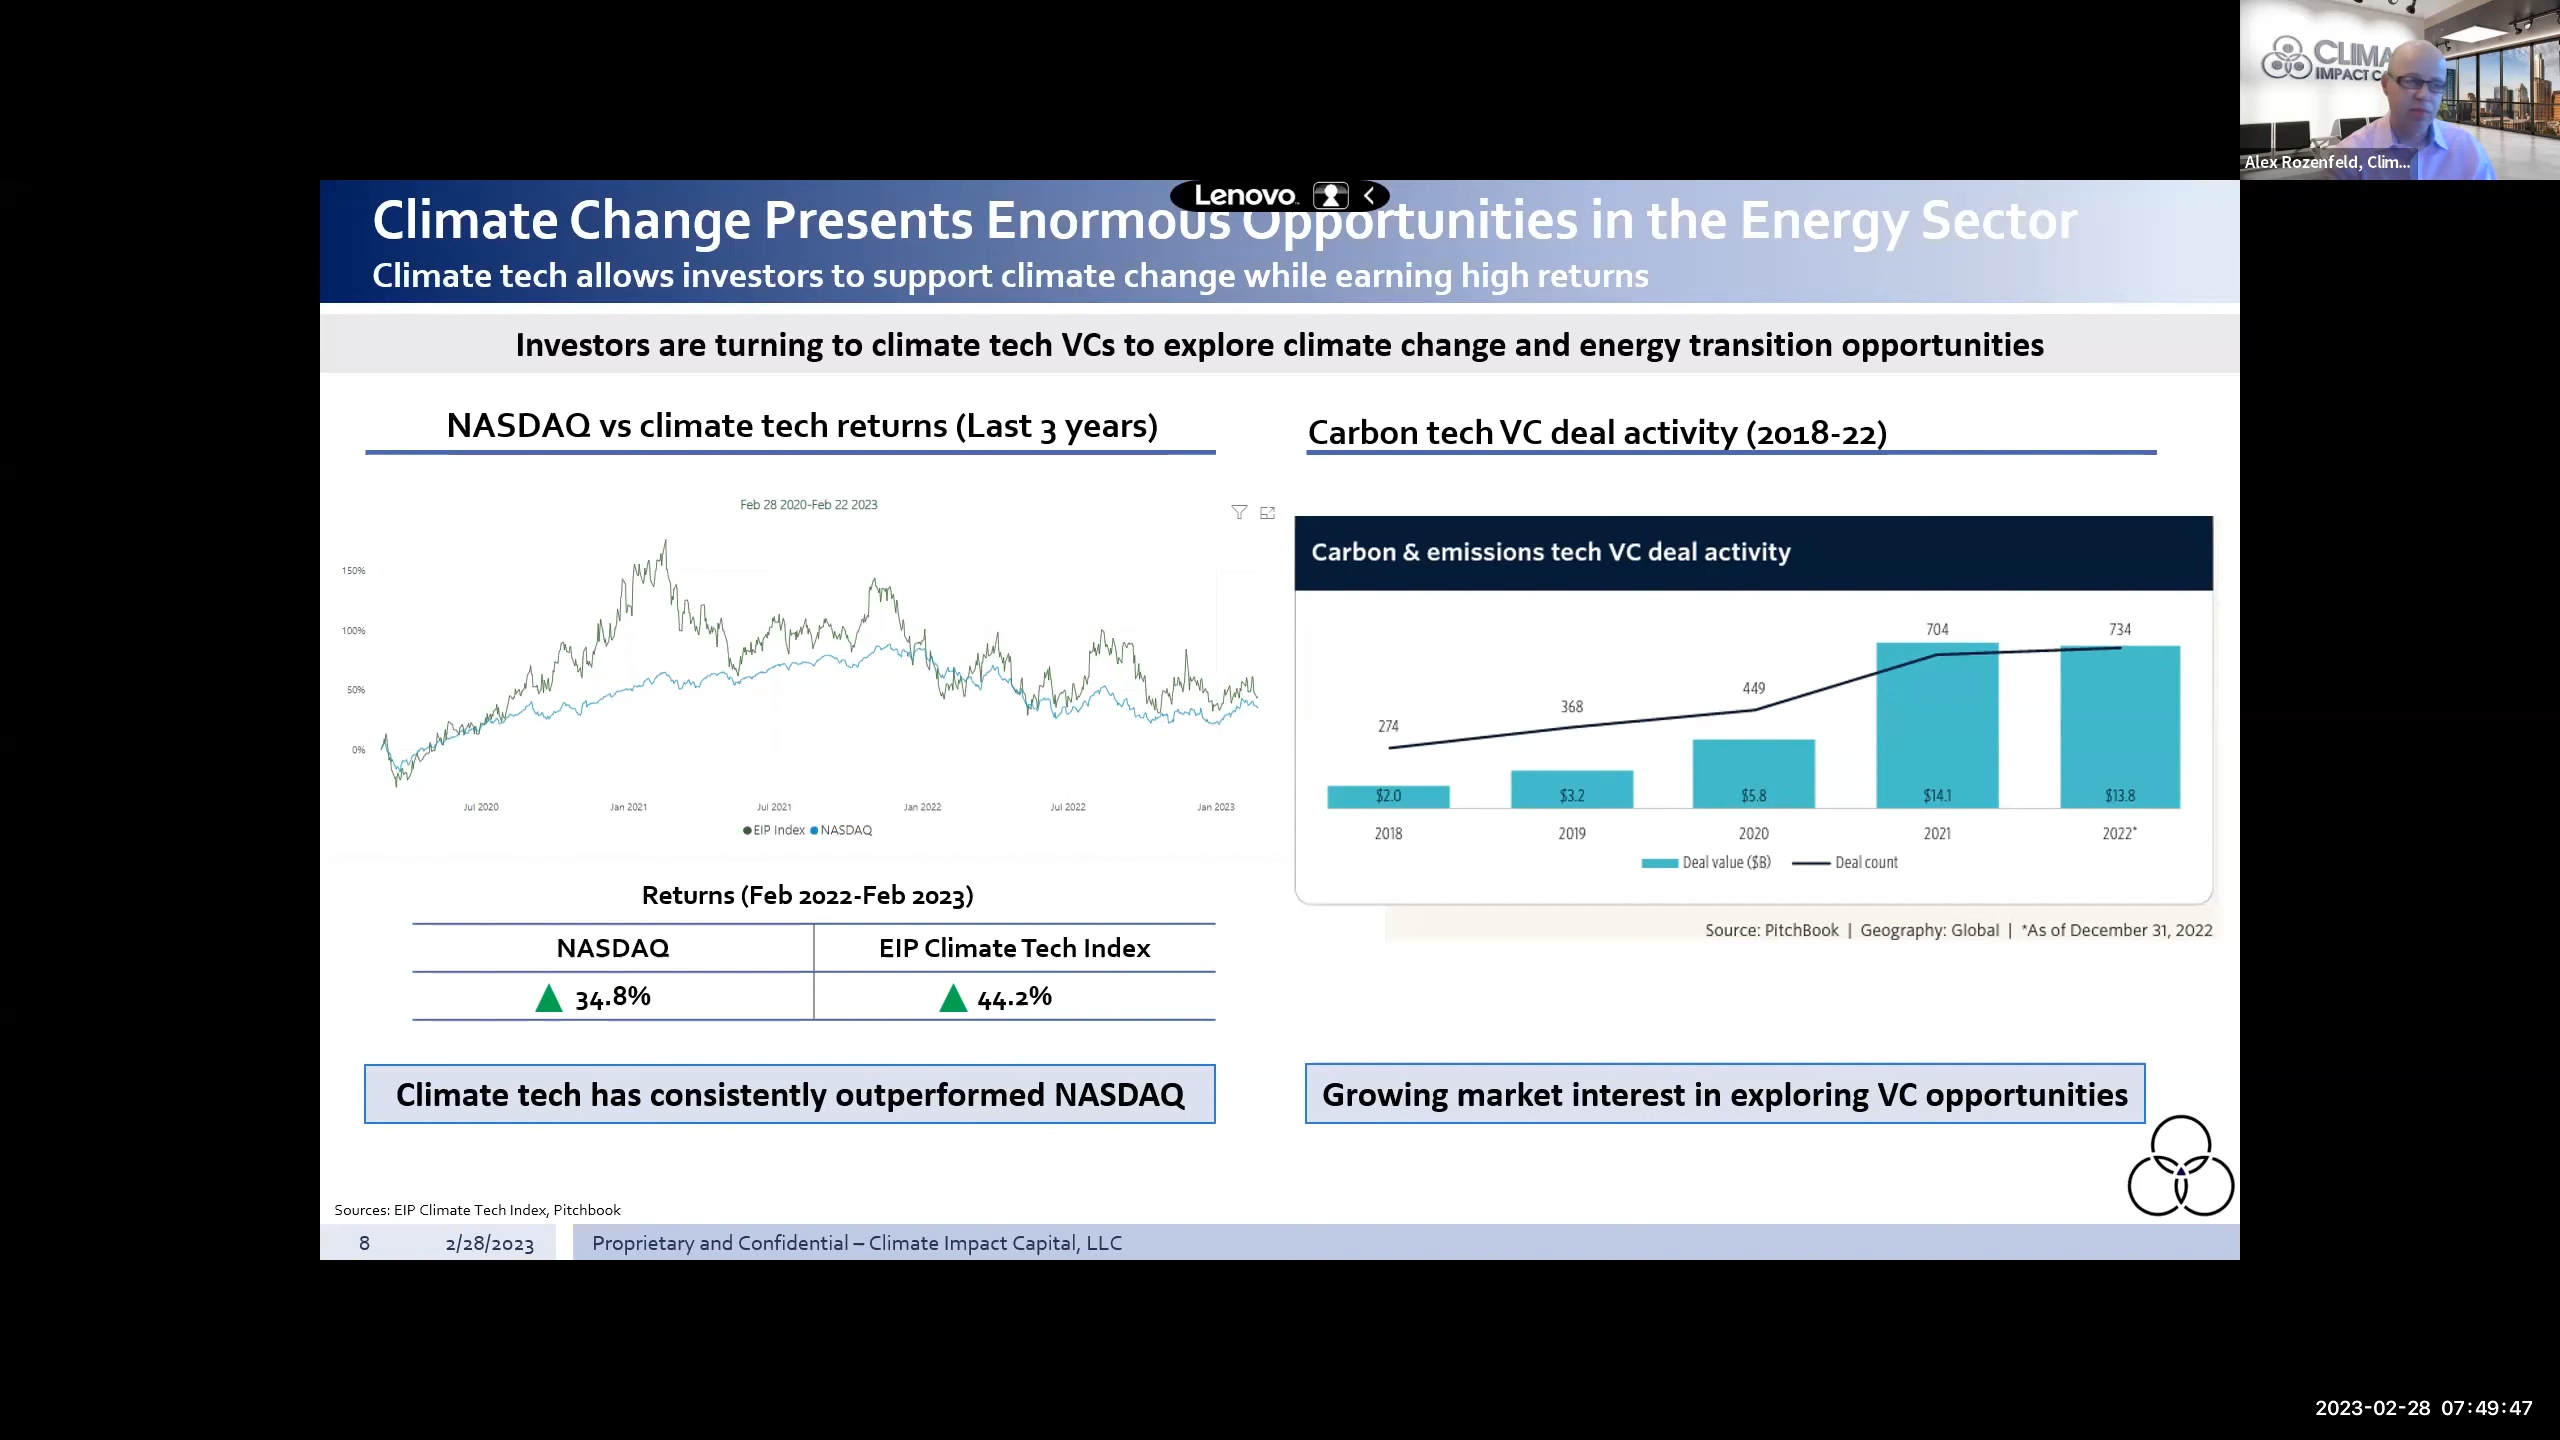 CLIMA
IMPACT C
Alex Rozenfeld, Clim...
Lenovo
Climate Change Presents Enormous Opportunities in the Energy Sector
Climate tech allows investors to support climate change while earning high returns
Investors are turning to climate tech VCs to explore climate change and energy transition opportunities
NASDAQ vs climate tech returns (Last 3 years)
Feb 28 2020-Feb 22 2023
150%
100%
50%
0%
Jul 2020 Jan 2021 Jul 2021 Jan 2022 Jul 2022 Jan 2023
EIP Index NASDAQ
Returns (Feb 2022-Feb 2023)
NASDAQ EIP Climate Tech Index
34.8% 44.2%
Climate tech has consistently outperformed NASDAQ
Carbon tech VC deal activity (2018-22)
Carbon & emissions tech VC deal activity
274 368 449 704 734
$2.0 $3.2 $5.8 $14.1 $13.8
2018 2019 2020 2021 2022*
Deal value ($B) Deal count
Source: PitchBook | Geography: Global | *As of December 31, 2022
Growing market interest in exploring VC opportunities
Sources: EIP Climate Tech Index, Pitchbook
8 2/28/2023 Proprietary and Confidential – Climate Impact Capital, LLC
2023-02-28 07:49:47